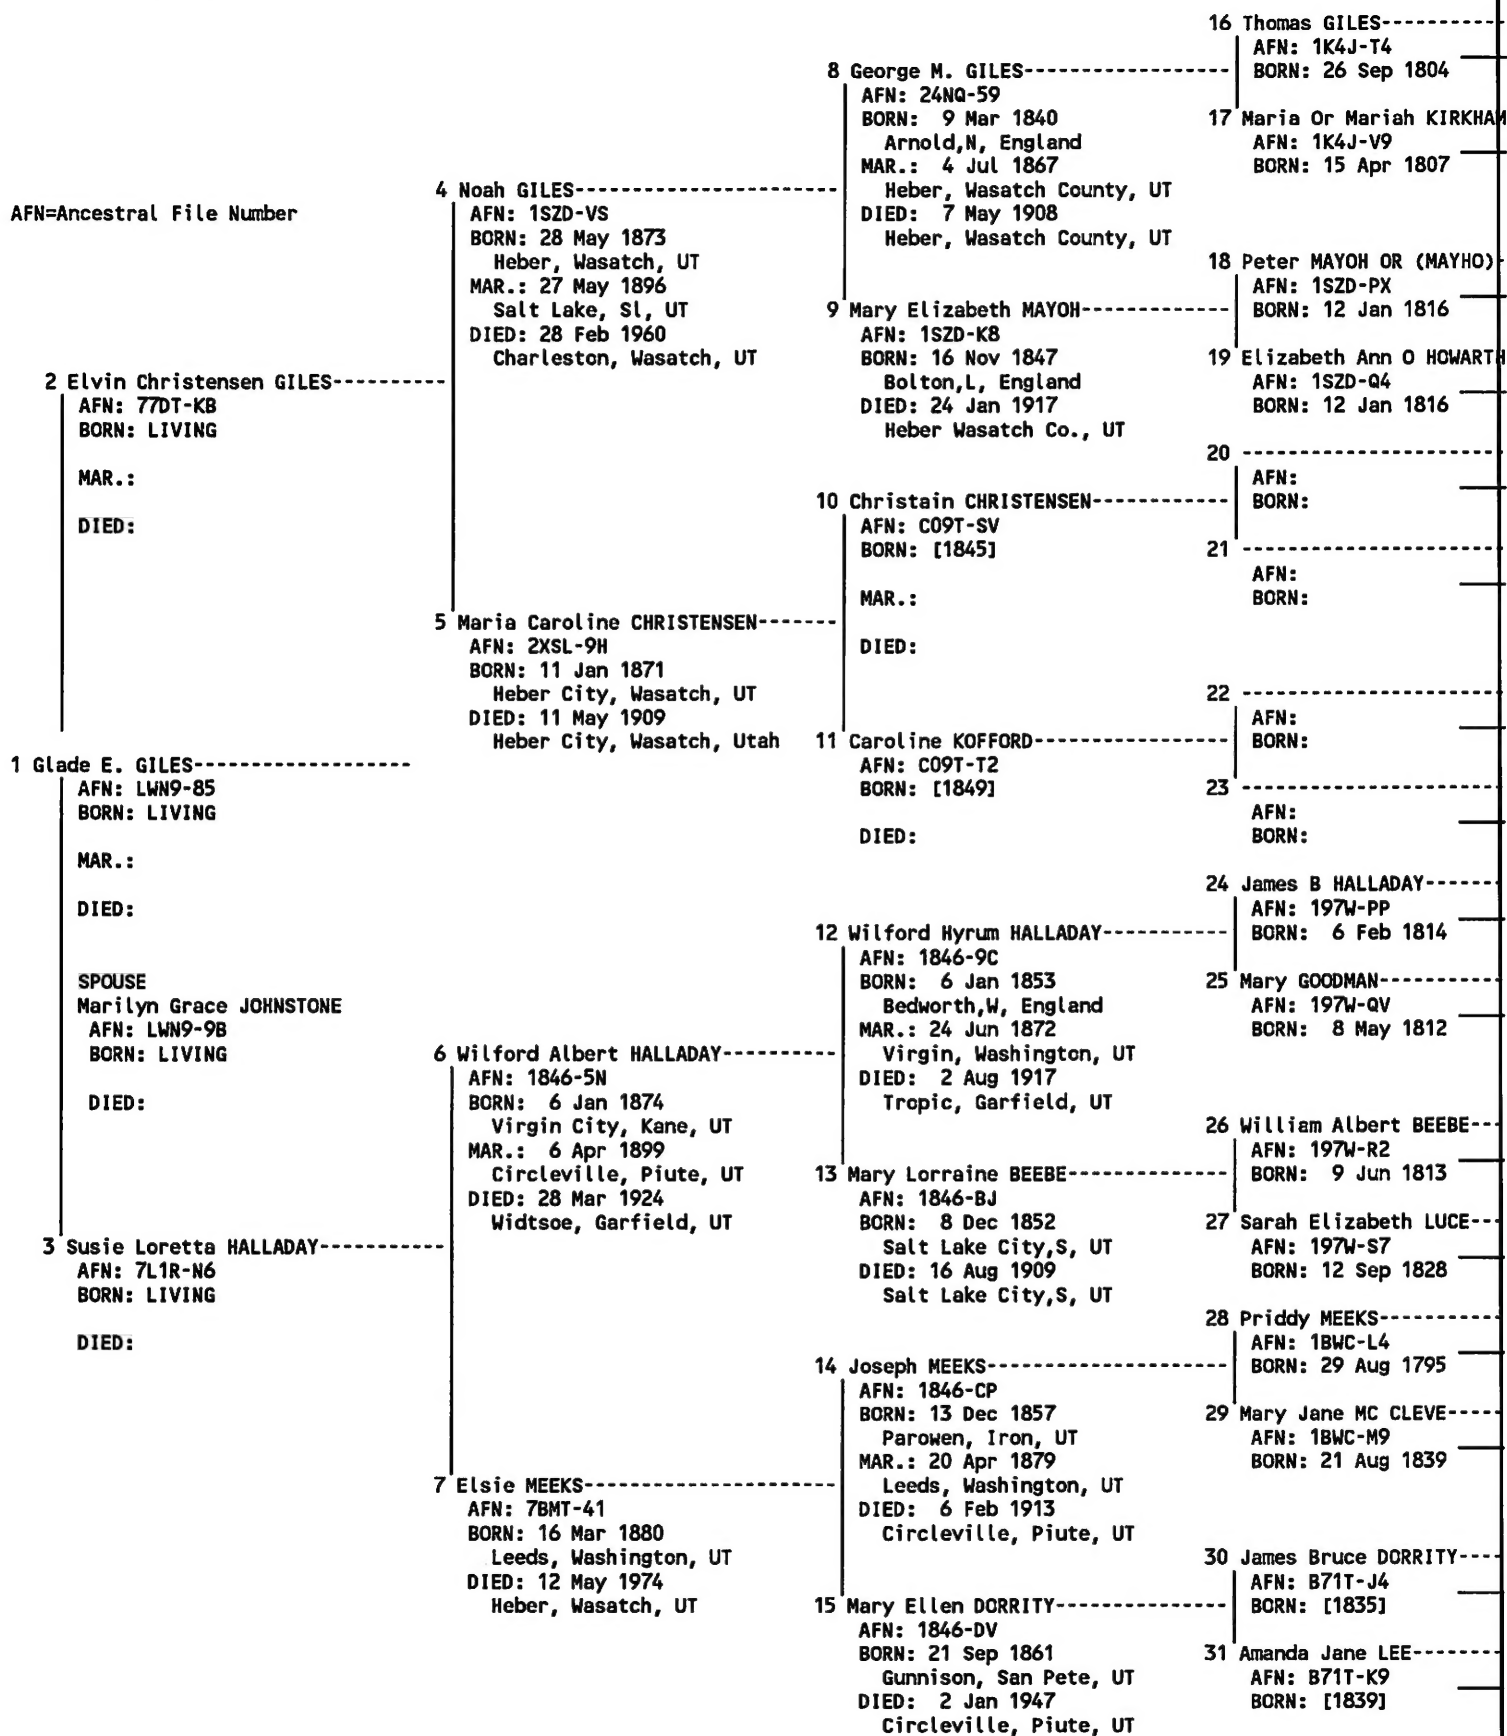 AFN=Ancestral File Number
1 Glade E. GILES
AFN: LWN9-85
BORN: LIVING
MAR.:
DIED:
SPOUSE
Marilyn Grace JOHNSTONE
AFN: LWN9-9B
BORN: LIVING
DIED:
2 Elvin Christensen GILES
AFN: 77DT-KB
BORN: LIVING
MAR.:
DIED:
3 Susie Loretta HALLADAY
AFN: 7L1R-N6
BORN: LIVING
DIED:
4 Noah GILES
AFN: 1SZD-VS
BORN: 28 May 1873
Heber, Wasatch, UT
MAR.: 27 May 1896
Salt Lake, Sl, UT
DIED: 28 Feb 1960
Charleston, Wasatch, UT
5 Maria Caroline CHRISTENSEN
AFN: 2XSL-9H
BORN: 11 Jan 1871
Heber City, Wasatch, UT
DIED: 11 May 1909
Heber City, Wasatch, Utah
6 Wilford Albert HALLADAY
AFN: 1846-5N
BORN: 6 Jan 1874
Virgin City, Kane, UT
MAR.: 6 Apr 1899
Circleville, Piute, UT
DIED: 28 Mar 1924
Widtsoe, Garfield, UT
7 Elsie MEEKS
AFN: 7BMT-41
BORN: 16 Mar 1880
Leeds, Washington, UT
DIED: 12 May 1974
Heber, Wasatch, UT
8 George M. GILES
AFN: 24NQ-59
BORN: 9 Mar 1840
Arnold,N, England
MAR.: 4 Jul 1867
Heber, Wasatch County, UT
DIED: 7 May 1908
Heber, Wasatch County, UT
9 Mary Elizabeth MAYOH
AFN: 1SZD-K8
BORN: 16 Nov 1847
Bolton,L, England
DIED: 24 Jan 1917
Heber Wasatch Co., UT
10 Christain CHRISTENSEN
AFN: C09T-SV
BORN: [1845]
MAR.:
DIED:
11 Caroline KOFFORD
AFN: C09T-T2
BORN: [1849]
DIED:
12 Wilford Hyrum HALLADAY
AFN: 1846-9C
BORN: 6 Jan 1853
Bedworth,W, England
MAR.: 24 Jun 1872
Virgin, Washington, UT
DIED: 2 Aug 1917
Tropic, Garfield, UT
13 Mary Lorraine BEEBE
AFN: 1846-BJ
BORN: 8 Dec 1852
Salt Lake City,S, UT
DIED: 16 Aug 1909
Salt Lake City,S, UT
14 Joseph MEEKS
AFN: 1846-CP
BORN: 13 Dec 1857
Parowen, Iron, UT
MAR.: 20 Apr 1879
Leeds, Washington, UT
DIED: 6 Feb 1913
Circleville, Piute, UT
15 Mary Ellen DORRITY
AFN: 1846-DV
BORN: 21 Sep 1861
Gunnison, San Pete, UT
DIED: 2 Jan 1947
Circleville, Piute, UT
16 Thomas GILES
AFN: 1K4J-T4
BORN: 26 Sep 1804
17 Maria Or Mariah KIRKHAM
AFN: 1K4J-V9
BORN: 15 Apr 1807
18 Peter MAYOH OR (MAYHO)
AFN: 1SZD-PX
BORN: 12 Jan 1816
19 Elizabeth Ann O HOWARTH
AFN: 1SZD-Q4
BORN: 12 Jan 1816
20
AFN:
BORN:
21
AFN:
BORN:
22
AFN:
BORN:
23
AFN:
BORN:
24 James B HALLADAY
AFN: 197W-PP
BORN: 6 Feb 1814
25 Mary GOODMAN
AFN: 197W-QV
BORN: 8 May 1812
26 William Albert BEEBE
AFN: 197W-R2
BORN: 9 Jun 1813
27 Sarah Elizabeth LUCE
AFN: 197W-S7
BORN: 12 Sep 1828
28 Priddy MEEKS
AFN: 1BWC-L4
BORN: 29 Aug 1795
29 Mary Jane MC CLEVE
AFN: 1BWC-M9
BORN: 21 Aug 1839
30 James Bruce DORRITY
AFN: B71T-J4
BORN: [1835]
31 Amanda Jane LEE
AFN: B71T-K9
BORN: [1839]